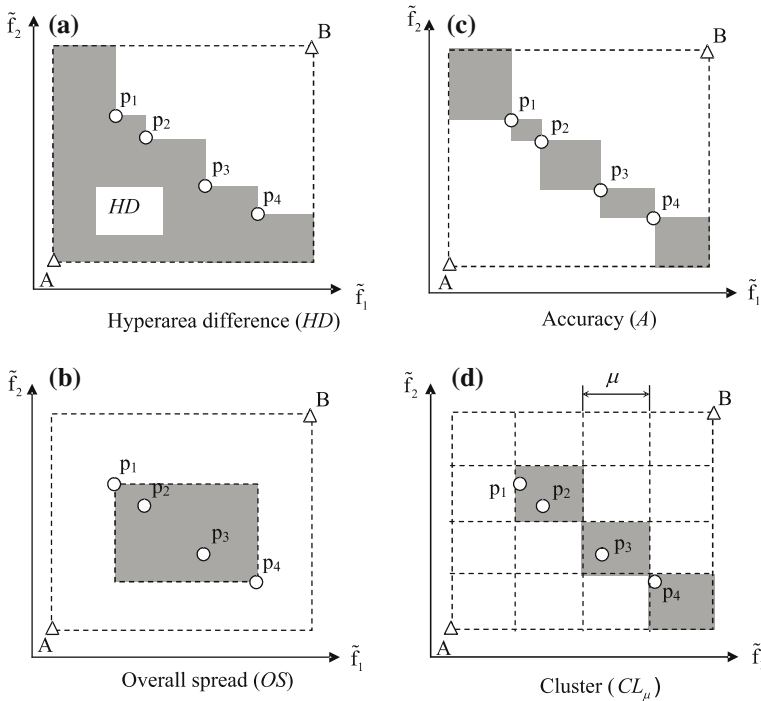 f̃₂
(a)
B
p₁
p₂
p₃
p₄
HD
A
f̃₁
Hyperarea difference (HD)
f̃₂
(c)
B
p₁
p₂
p₃
p₄
A
f̃₁
Accuracy (A)
f̃₂
(b)
B
p₁
p₂
p₃
p₄
A
f̃₁
Overall spread (OS)
f̃₂
(d)
μ
B
p₁
p₂
p₃
p₄
A
f̃
Cluster (CL_μ)